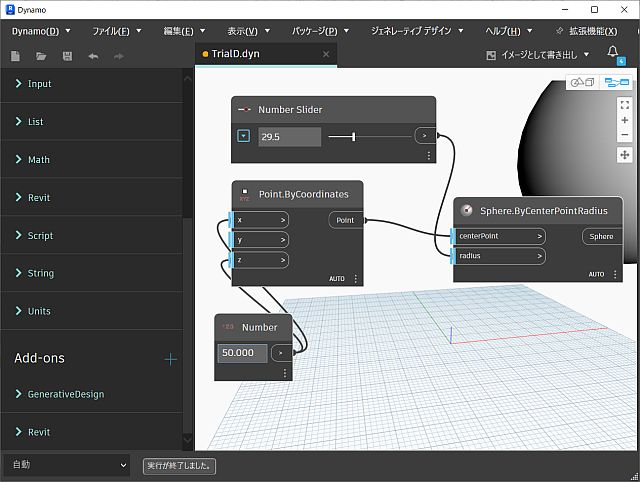 Dynamo
Dynamo(D) ファイル(F) 編集(E) 表示(V) パッケージ(P) ジェネレーティブ デザイン ヘルプ(H) 拡張機能(X)
TrialD.dyn
イメージとして書き出し
4
Input
List
Math
Revit
Script
String
Units
Add-ons
GenerativeDesign
Revit
Number Slider
29.5 >
XYZ Point.ByCoordinates
x > Point
y >
z >
AUTO
Sphere.ByCenterPointRadius
centerPoint > Sphere
radius >
AUTO
123 Number
50.000 >
自動
実行が終了しました。